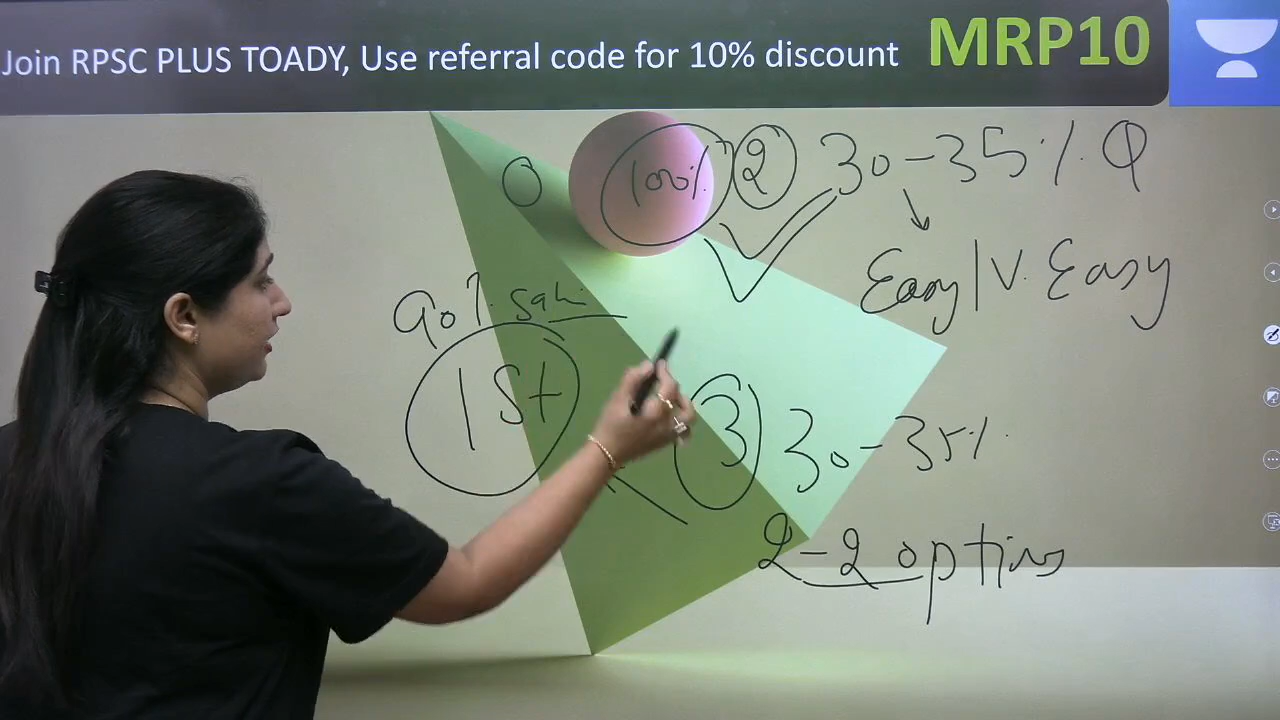 Join RPSC PLUS TOADY, Use referral code for 10% discount MRP10
0 100% 2 30-35% Q
Easy/V. Easy
90% Sahi
1st
3 30-35%
2-2 options